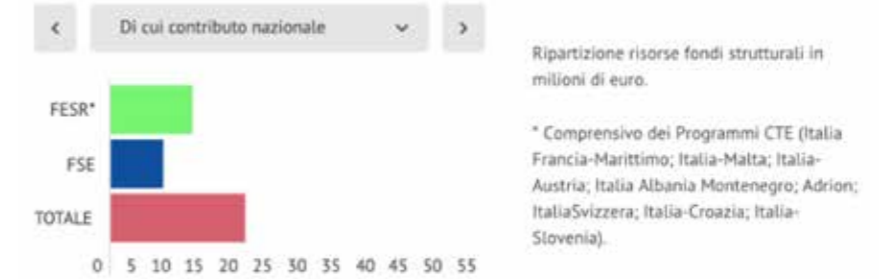 Di cui contributo nazionale
Ripartizione risorse fondi strutturali in
milioni di euro.
* Comprensivo dei Programmi CTE (Italia
Francia-Marittimo; Italia-Malta; Italia-
Austria; Italia Albania Montenegro; Adrion;
ItaliaSvizzera; Italia-Croazia; Italia-
Slovenia).
FESR*
FSE
TOTALE
0 5 10 15 20 25 30 35 40 45 50 55